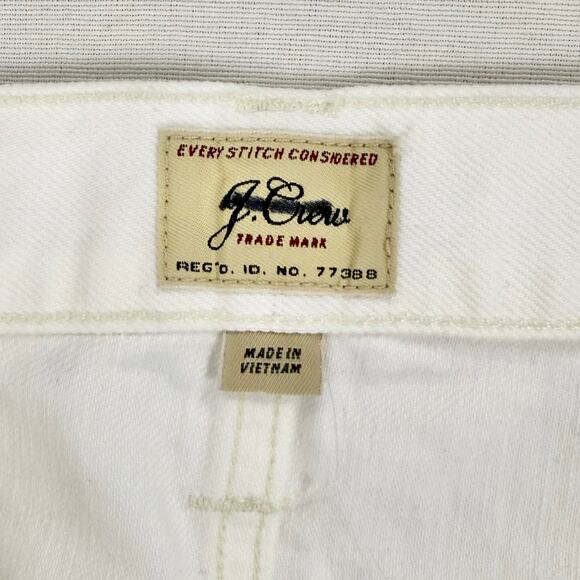 EVERY STITCH CONSIDERED
J. Crew
TRADE MARK
REG'D. ID. NO. 77388
MADE IN
VIETNAM